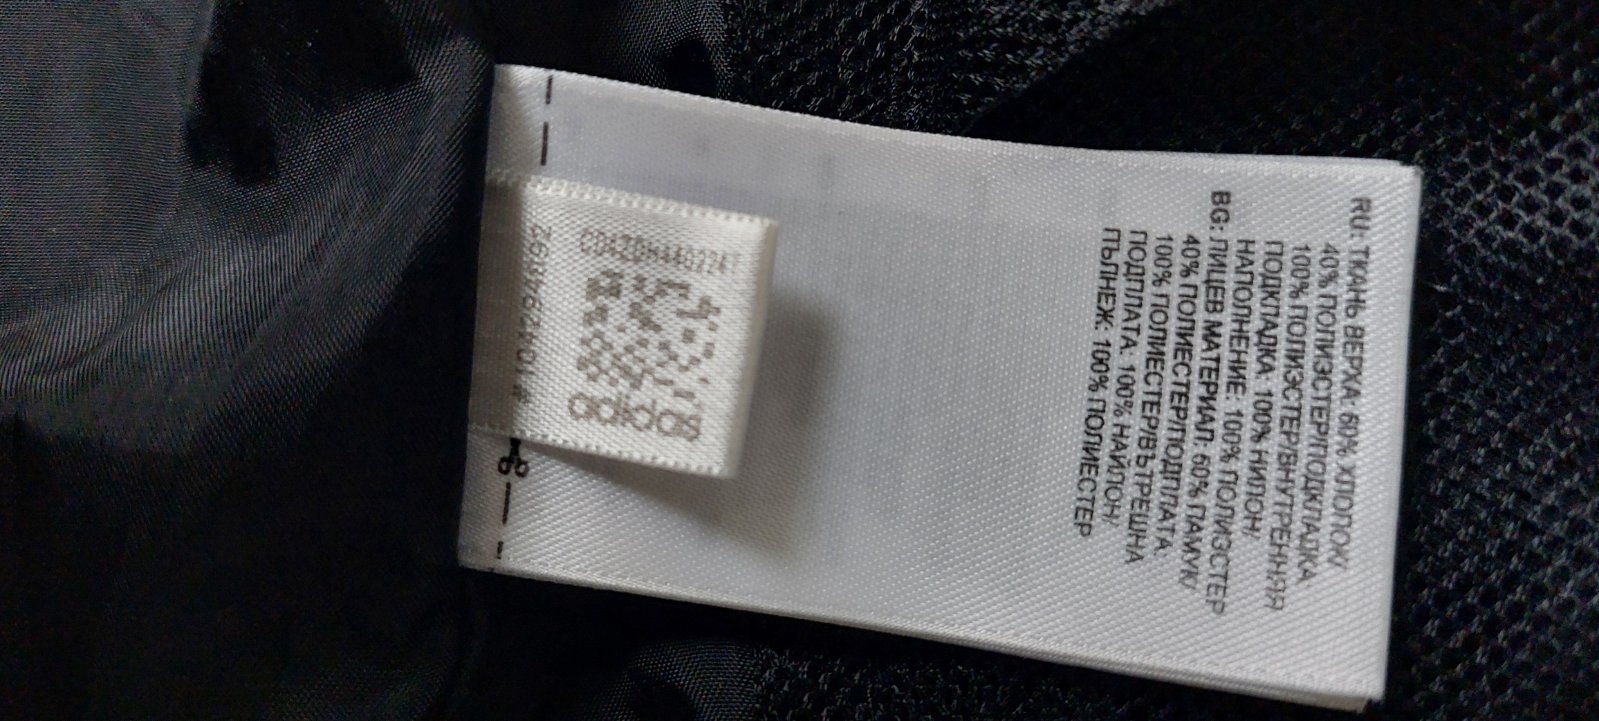 RU: ТКАНЬ ВЕРХА: 60% ХЛОПОК/
40% ПОЛИЭСТЕР/ПОДКЛАДКА
100% ПОЛИЭСТЕР/ВНУТРЕННЯЯ
ПОДКЛАДКА: 100% НИЛОН/
НАПОЛНЕНИЕ: 100% ПОЛИЭСТЕР
BG: ЛИЦЕВ МАТЕРИАЛ: 60% ПАМУК/
40% ПОЛИЕСТЕР/ПОДПЛАТА:
100% ПОЛИЕСТЕР/ВЪТРЕШНА
ПОДПЛАТА: 100% НАЙЛОН/
ПЪЛНЕЖ: 100% ПОЛИЕСТЕР
adidas